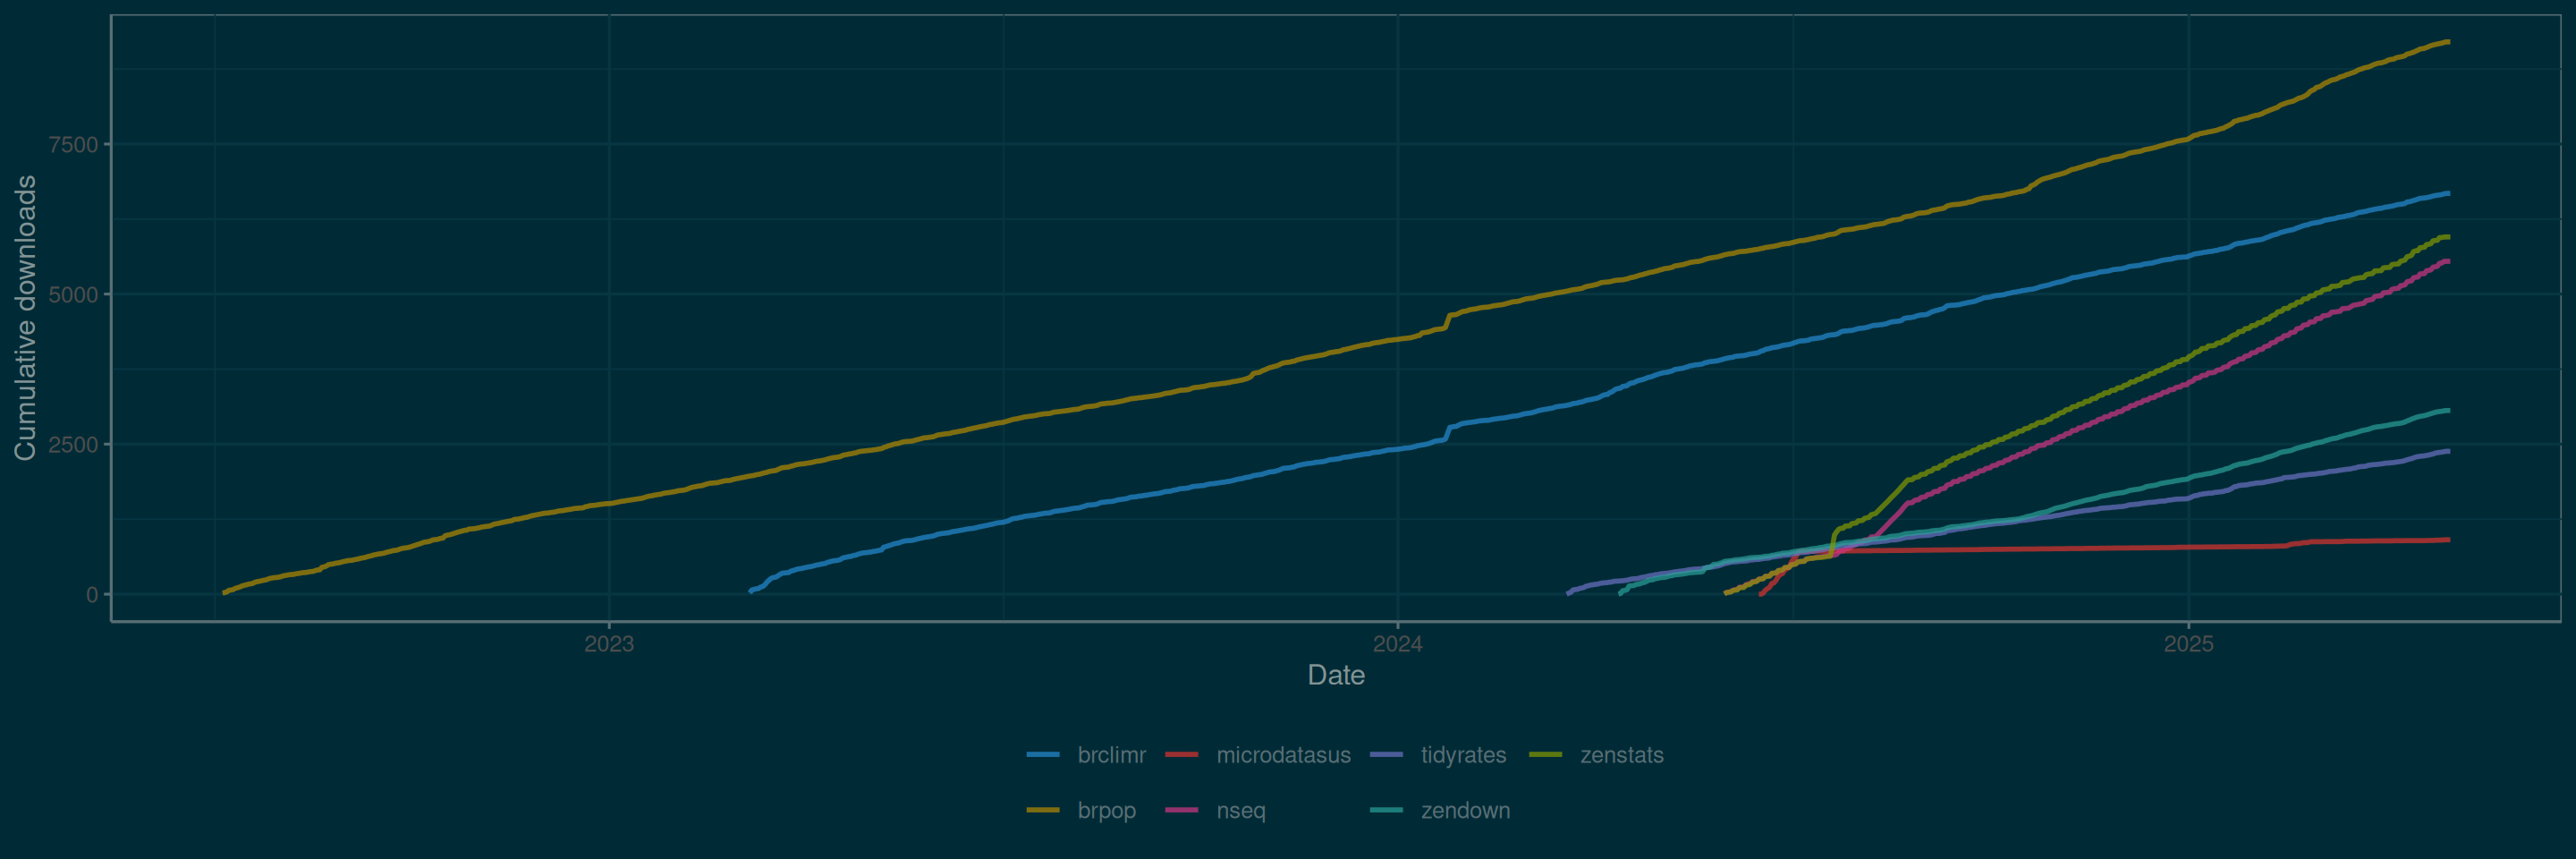 Cumulative downloads
7500
5000
2500
0
2023 2024 2025
Date
brclimr microdatasus tidyrates zenstats
brpop nseq zendown